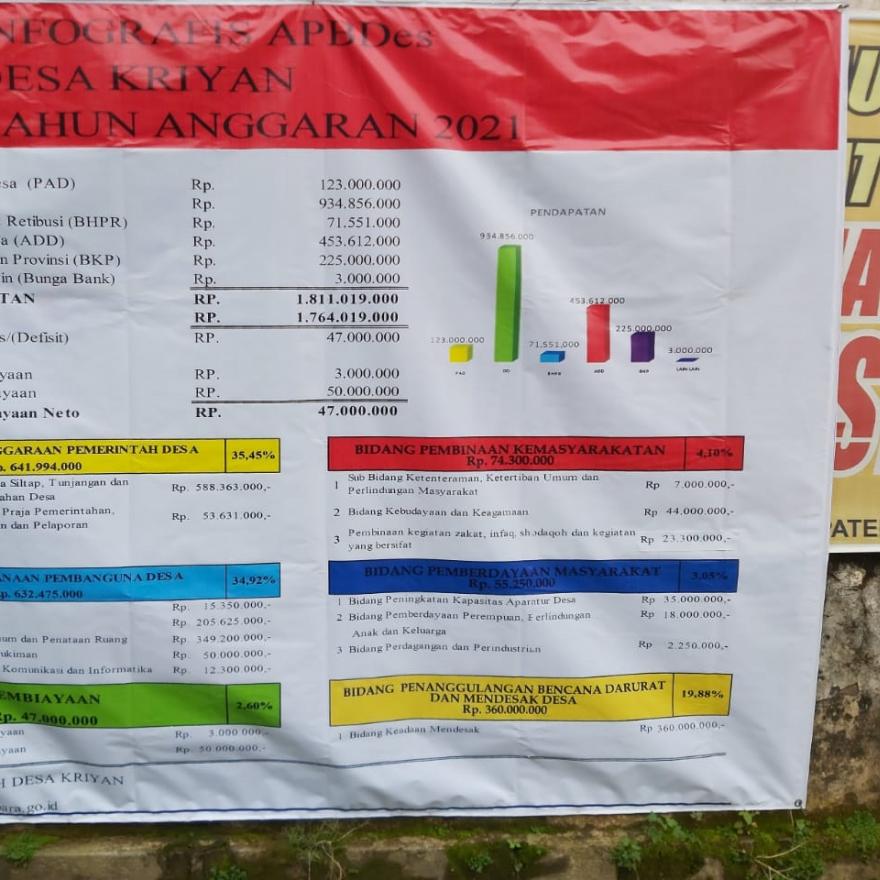 NFOGRAFIS APBDes
DESA KRIYAN
AHUN ANGGARAN 2021
sa (PAD) Rp. 123.000.000
Rp. 934.856.000
Retibusi (BHPR) Rp. 71.551.000
a (ADD) Rp. 453.612.000
n Provinsi (BKP) Rp. 225.000.000
in (Bunga Bank) Rp. 3.000.000
TAN RP. 1.811.019.000
RP. 1.764.019.000
s/(Defisit) RP. 47.000.000
yaan RP. 3.000.000
yaan RP. 50.000.000
yaan Neto RP. 47.000.000
PENDAPATAN
934.856.000
453.612.000
225.000.000
123.000.000
71.551.000
3.000.000
PAD DD BHPR ADD BKP LAIN LAIN
GGARAAN PEMERINTAH DESA 35,45%
p. 641.994.000
a Siltap, Tunjangan dan Rp. 588.363.000,-
ahan Desa
Praja Pemerintahan, Rp. 53.631.000,-
n dan Pelaporan
ANAAN PEMBANGUNA DESA 34,92%
Rp. 632.475.000
Rp. 15.350.000,-
Rp. 205.625.000,-
um dan Penataan Ruang Rp. 349.200.000,-
ukiman Rp. 50.000.000,-
Komunikasi dan Informatika Rp. 12.300.000,-
EMBIAYAAN 2,60%
Rp. 47.000.000
yaan Rp. 3.000.000,-
yaan Rp. 50.000.000,-
H DESA KRIYAN
ara.go.id
BIDANG PEMBINAAN KEMASYARAKATAN 4,10%
Rp. 74.300.000
1 Sub Bidang Ketenteraman, Ketertiban Umum dan Rp 7.000.000,-
Perlindungan Masyarakat
2 Bidang Kebudayaan dan Keagamaan Rp 44.000.000,-
3 Pembinaan kegiatan zakat, infaq, shodaqoh dan kegiatan Rp 23.300.000,-
yang bersifat
BIDANG PEMBERDAYAAN MASYARAKAT 3,05%
Rp. 55.250.000
1 Bidang Peningkatan Kapasitas Aparatur Desa Rp 35.000.000,-
2 Bidang Pemberdayaan Perempuan, Perlindungan Rp 18.000.000,-
Anak dan Keluarga
3 Bidang Perdagangan dan Perindustrian Rp 2.250.000,-
BIDANG PENANGGULANGAN BENCANA DARURAT 19,88%
DAN MENDESAK DESA
Rp. 360.000.000
1 Bidang Keadaan Mendesak Rp 360.000.000,-
PATE